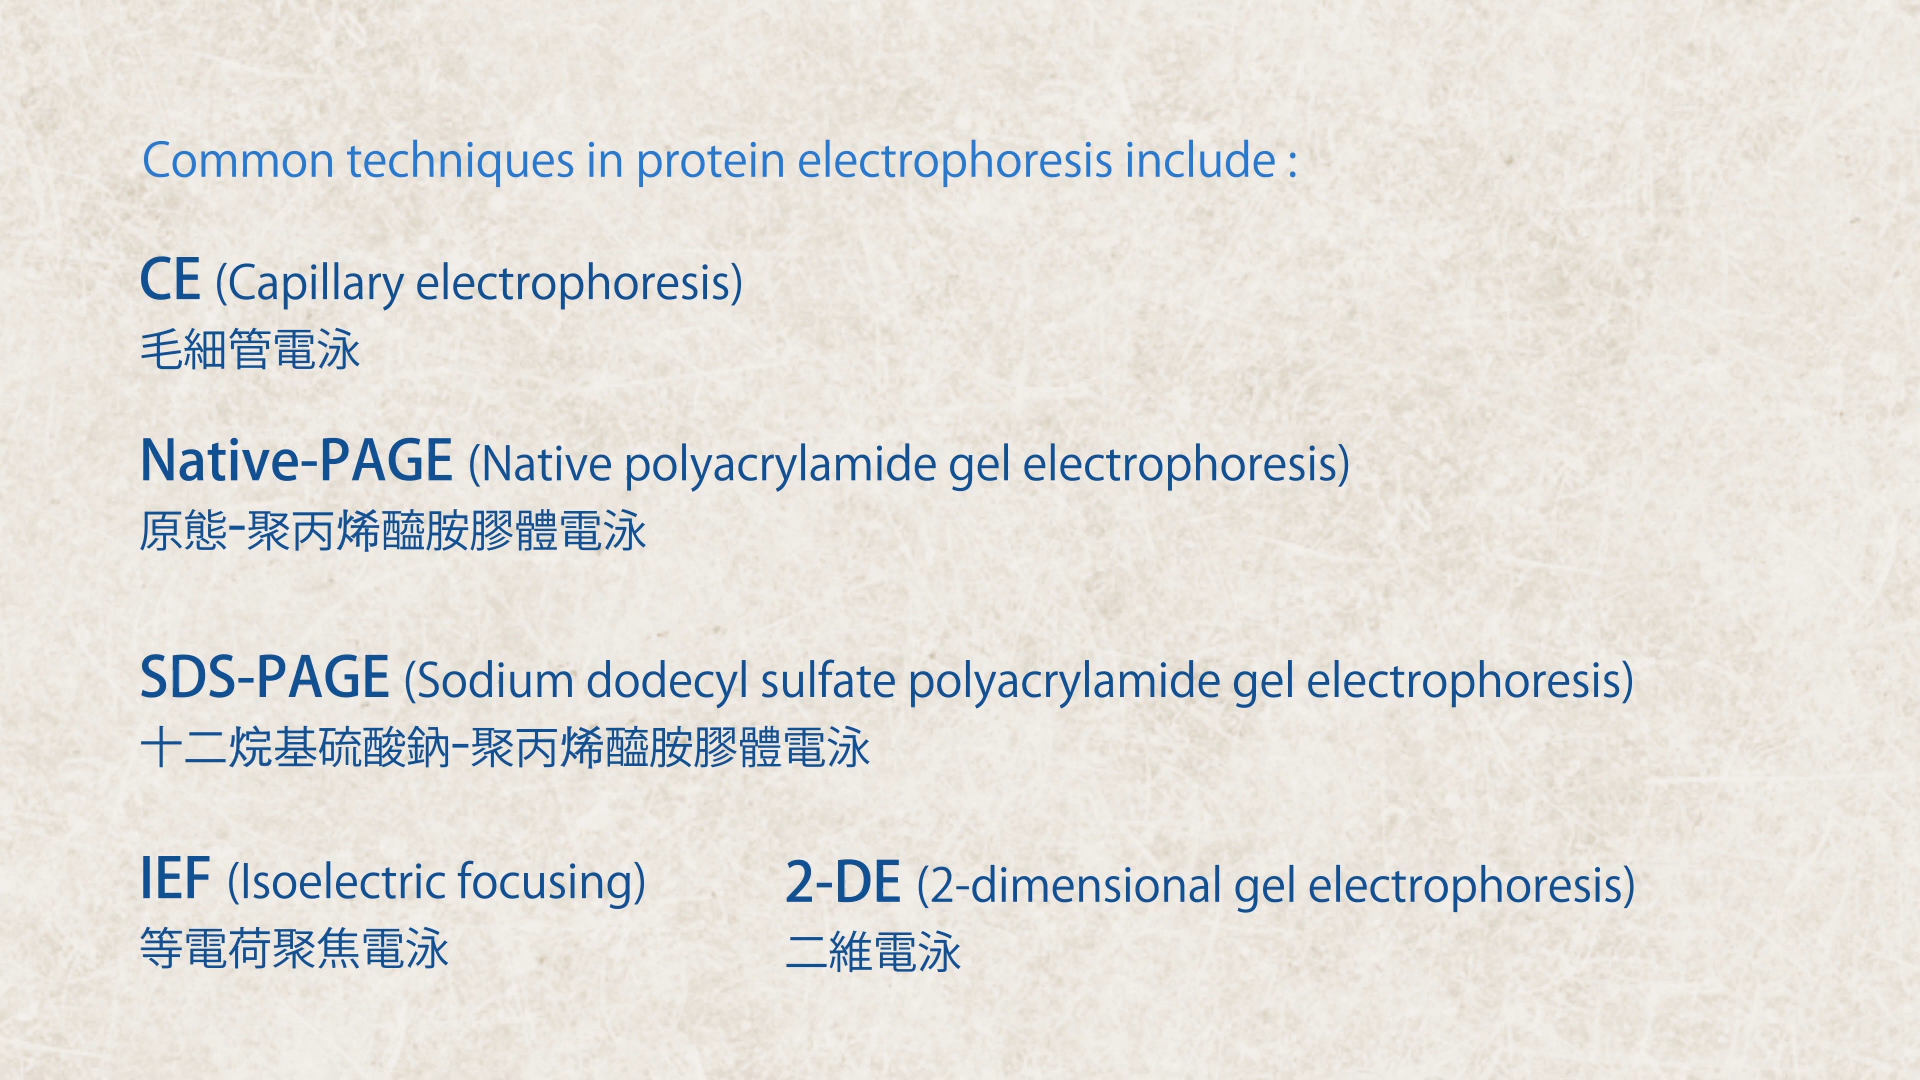 Common techniques in protein electrophoresis include :
CE (Capillary electrophoresis)
毛細管電泳
Native-PAGE (Native polyacrylamide gel electrophoresis)
原態-聚丙烯醯胺膠體電泳
SDS-PAGE (Sodium dodecyl sulfate polyacrylamide gel electrophoresis)
十二烷基硫酸鈉-聚丙烯醯胺膠體電泳
IEF (Isoelectric focusing)
等電荷聚焦電泳
2-DE (2-dimensional gel electrophoresis)
二維電泳